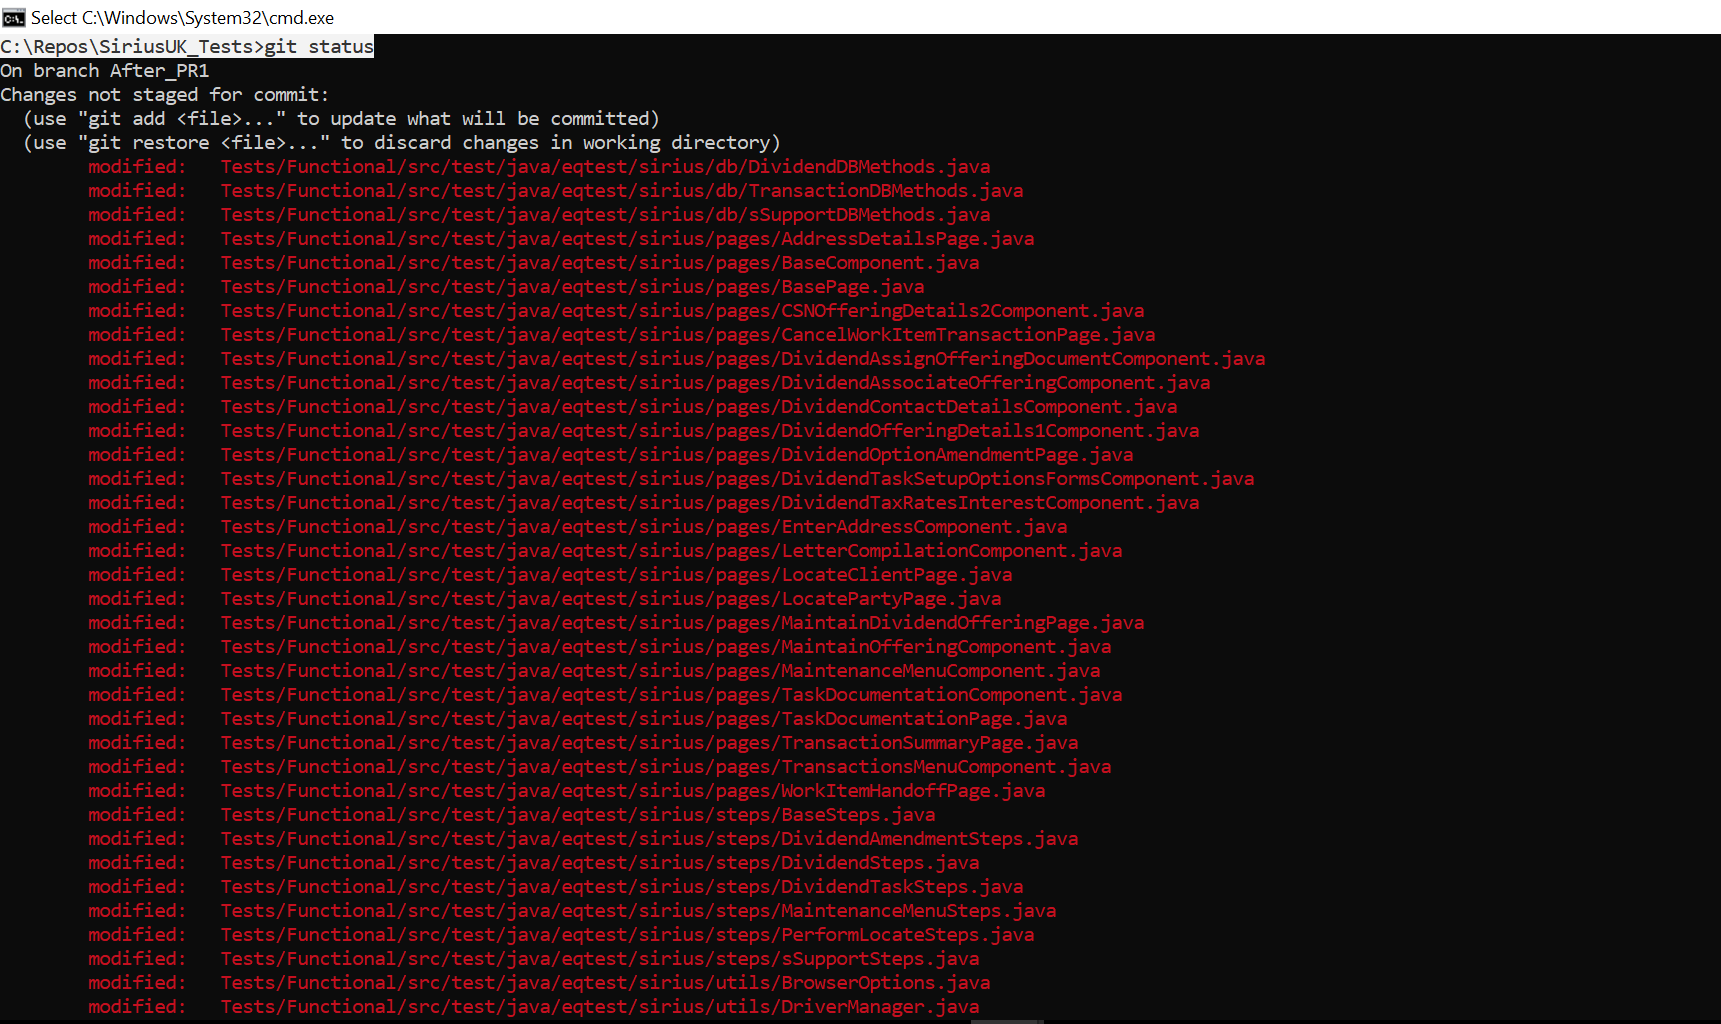 Select C:\Windows\System32\cmd.exe
C:\Repos\SiriusUK_Tests>git status
On branch After_PR1
Changes not staged for commit:
  (use "git add <file>..." to update what will be committed)
  (use "git restore <file>..." to discard changes in working directory)
        modified:   Tests/Functional/src/test/java/eqtest/sirius/db/DividendDBMethods.java
        modified:   Tests/Functional/src/test/java/eqtest/sirius/db/TransactionDBMethods.java
        modified:   Tests/Functional/src/test/java/eqtest/sirius/db/sSupportDBMethods.java
        modified:   Tests/Functional/src/test/java/eqtest/sirius/pages/AddressDetailsPage.java
        modified:   Tests/Functional/src/test/java/eqtest/sirius/pages/BaseComponent.java
        modified:   Tests/Functional/src/test/java/eqtest/sirius/pages/BasePage.java
        modified:   Tests/Functional/src/test/java/eqtest/sirius/pages/CSNOfferingDetails2Component.java
        modified:   Tests/Functional/src/test/java/eqtest/sirius/pages/CancelWorkItemTransactionPage.java
        modified:   Tests/Functional/src/test/java/eqtest/sirius/pages/DividendAssignOfferingDocumentComponent.java
        modified:   Tests/Functional/src/test/java/eqtest/sirius/pages/DividendAssociateOfferingComponent.java
        modified:   Tests/Functional/src/test/java/eqtest/sirius/pages/DividendContactDetailsComponent.java
        modified:   Tests/Functional/src/test/java/eqtest/sirius/pages/DividendOfferingDetails1Component.java
        modified:   Tests/Functional/src/test/java/eqtest/sirius/pages/DividendOptionAmendmentPage.java
        modified:   Tests/Functional/src/test/java/eqtest/sirius/pages/DividendTaskSetupOptionsFormsComponent.java
        modified:   Tests/Functional/src/test/java/eqtest/sirius/pages/DividendTaxRatesInterestComponent.java
        modified:   Tests/Functional/src/test/java/eqtest/sirius/pages/EnterAddressComponent.java
        modified:   Tests/Functional/src/test/java/eqtest/sirius/pages/LetterCompilationComponent.java
        modified:   Tests/Functional/src/test/java/eqtest/sirius/pages/LocateClientPage.java
        modified:   Tests/Functional/src/test/java/eqtest/sirius/pages/LocatePartyPage.java
        modified:   Tests/Functional/src/test/java/eqtest/sirius/pages/MaintainDividendOfferingPage.java
        modified:   Tests/Functional/src/test/java/eqtest/sirius/pages/MaintainOfferingComponent.java
        modified:   Tests/Functional/src/test/java/eqtest/sirius/pages/MaintenanceMenuComponent.java
        modified:   Tests/Functional/src/test/java/eqtest/sirius/pages/TaskDocumentationComponent.java
        modified:   Tests/Functional/src/test/java/eqtest/sirius/pages/TaskDocumentationPage.java
        modified:   Tests/Functional/src/test/java/eqtest/sirius/pages/TransactionSummaryPage.java
        modified:   Tests/Functional/src/test/java/eqtest/sirius/pages/TransactionsMenuComponent.java
        modified:   Tests/Functional/src/test/java/eqtest/sirius/pages/WorkItemHandoffPage.java
        modified:   Tests/Functional/src/test/java/eqtest/sirius/steps/BaseSteps.java
        modified:   Tests/Functional/src/test/java/eqtest/sirius/steps/DividendAmendmentSteps.java
        modified:   Tests/Functional/src/test/java/eqtest/sirius/steps/DividendSteps.java
        modified:   Tests/Functional/src/test/java/eqtest/sirius/steps/DividendTaskSteps.java
        modified:   Tests/Functional/src/test/java/eqtest/sirius/steps/MaintenanceMenuSteps.java
        modified:   Tests/Functional/src/test/java/eqtest/sirius/steps/PerformLocateSteps.java
        modified:   Tests/Functional/src/test/java/eqtest/sirius/steps/sSupportSteps.java
        modified:   Tests/Functional/src/test/java/eqtest/sirius/utils/BrowserOptions.java
        modified:   Tests/Functional/src/test/java/eqtest/sirius/utils/DriverManager.java